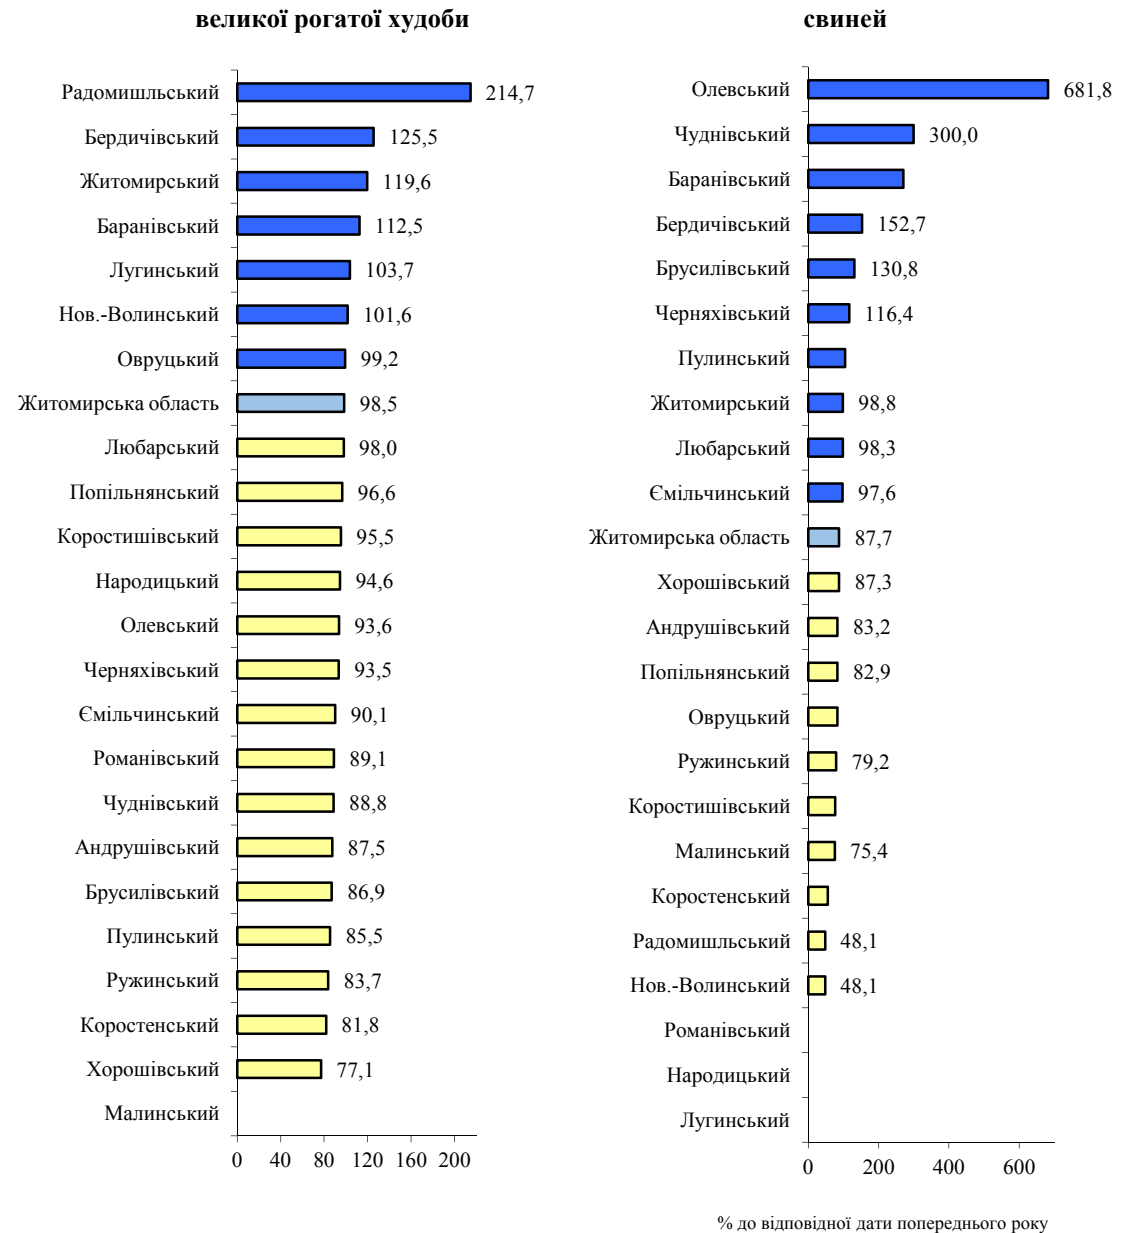 великої рогатої худоби
Радомишльський 214,7
Бердичівський 125,5
Житомирський 119,6
Баранівський 112,5
Лугинський 103,7
Нов.-Волинський 101,6
Овруцький 99,2
Житомирська область 98,5
Любарський 98,0
Попільнянський 96,6
Коростишівський 95,5
Народицький 94,6
Олевський 93,6
Черняхівський 93,5
Ємільчинський 90,1
Романівський 89,1
Чуднівський 88,8
Андрушівський 87,5
Брусилівський 86,9
Пулинський 85,5
Ружинський 83,7
Коростенський 81,8
Хорошівський 77,1
Малинський
0 40 80 120 160 200
свиней
Олевський 681,8
Чуднівський 300,0
Баранівський
Бердичівський 152,7
Брусилівський 130,8
Черняхівський 116,4
Пулинський
Житомирський 98,8
Любарський 98,3
Ємільчинський 97,6
Житомирська область 87,7
Хорошівський 87,3
Андрушівський 83,2
Попільнянський 82,9
Овруцький
Ружинський 79,2
Коростишівський
Малинський 75,4
Коростенський
Радомишльський 48,1
Нов.-Волинський 48,1
Романівський
Народицький
Лугинський
0 200 400 600
% до відповідної дати попереднього року